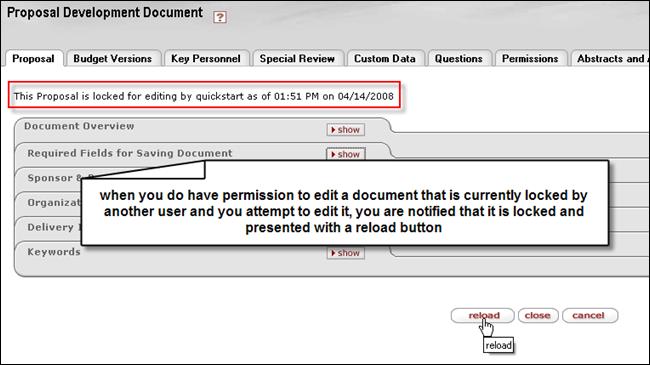 Proposal Development Document ?
Proposal Budget Versions Key Personnel Special Review Custom Data Questions Permissions Abstracts and
This Proposal is locked for editing by quickstart as of 01:51 PM on 04/14/2008
Document Overview show
Required Fields for Saving Document show
Sponsor &
when you do have permission to edit a document that is currently locked by
another user and you attempt to edit it, you are notified that it is locked and
presented with a reload button
Organizat
Delivery
Keywords show
reload close cancel
reload